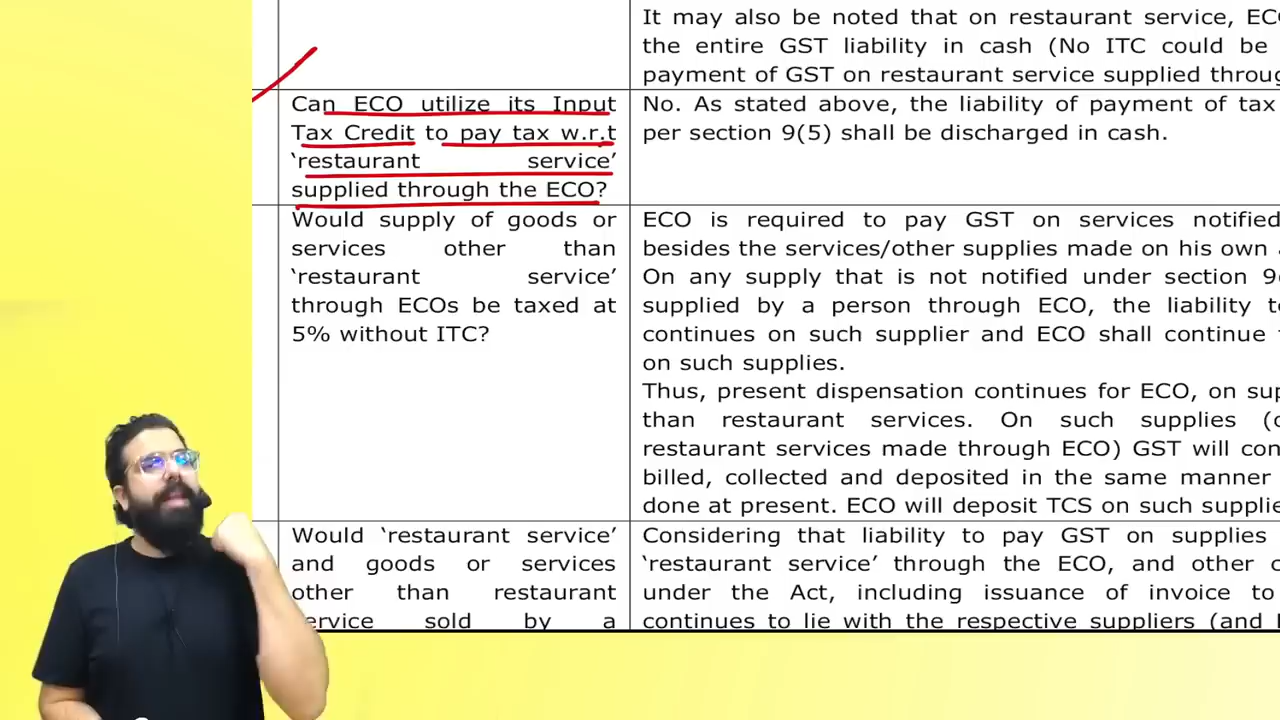 It may also be noted that on restaurant service,
the entire GST liability in cash (No ITC could be
payment of GST on restaurant service supplied
Can ECO utilize its Input
Tax Credit to pay tax w.r.t
‘restaurant service’
supplied through the ECO?
No. As stated above, the liability of payment of tax
per section 9(5) shall be discharged in cash.
Would supply of goods or
services other than
‘restaurant service’
through ECOs be taxed at
5% without ITC?
ECO is required to pay GST on services notified
besides the services/other supplies made on his own
On any supply that is not notified under section
supplied by a person through ECO, the liability
continues on such supplier and ECO shall continue
on such supplies.
Thus, present dispensation continues for ECO, on
than restaurant services. On such supplies
restaurant services made through ECO) GST will
billed, collected and deposited in the same manner
done at present. ECO will deposit TCS on such
Would ‘restaurant service’
and goods or services
other than restaurant
service sold by a
Considering that liability to pay GST on supplies
‘restaurant service’ through the ECO, and other
under the Act, including issuance of invoice to
continues to lie with the respective suppliers (and